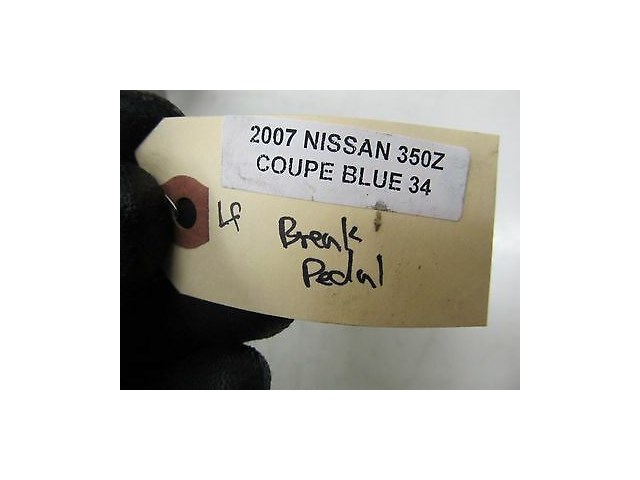 2007 NISSAN 350Z
COUPE BLUE 34
Lf Break
Pedal